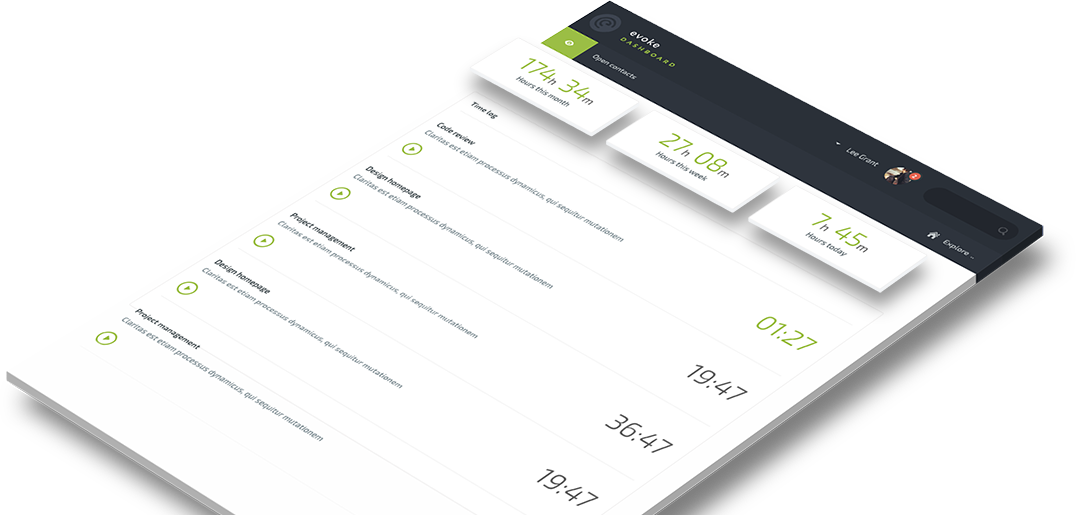 evoke
DASHBOARD
Lee Grant
2
Open contacts
Explore ..
174h 34m
Hours this month
27h 08m
Hours this week
7h 45m
Hours today
Time log
Code review
Claritas est etiam processus dynamicus, qui sequitur mutationem
01:27
Design homepage
Claritas est etiam processus dynamicus, qui sequitur mutationem
19:47
Project management
Claritas est etiam processus dynamicus, qui sequitur mutationem
36:47
Design homepage
Claritas est etiam processus dynamicus, qui sequitur mutationem
19:47
Project management
Claritas est etiam processus dynamicus, qui sequitur mutationem